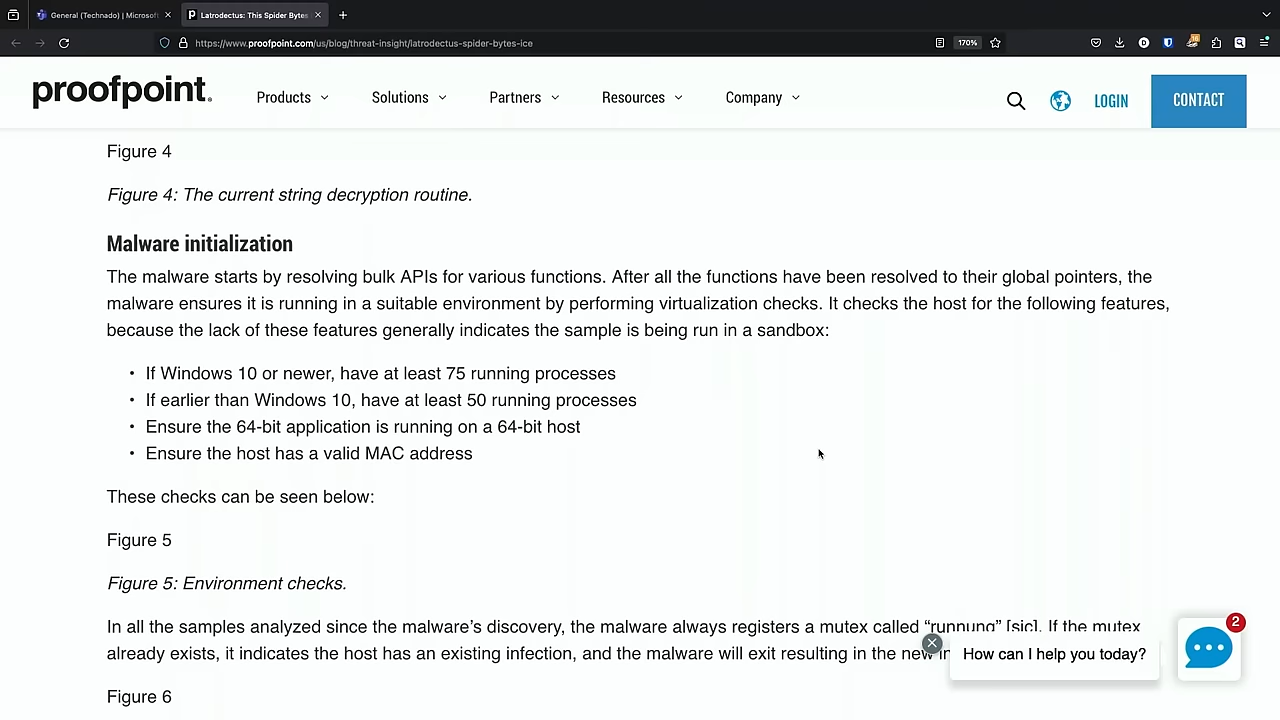 General (Technado) | Microsoft
Latrodectus: This Spider Bytes
https://www.proofpoint.com/us/blog/threat-insight/latrodectus-spider-bytes-ice
170%
proofpoint.
Products
Solutions
Partners
Resources
Company
LOGIN
CONTACT
Figure 4
Figure 4: The current string decryption routine.
Malware initialization
The malware starts by resolving bulk APIs for various functions. After all the functions have been resolved to their global pointers, the
malware ensures it is running in a suitable environment by performing virtualization checks. It checks the host for the following features,
because the lack of these features generally indicates the sample is being run in a sandbox:
• If Windows 10 or newer, have at least 75 running processes
• If earlier than Windows 10, have at least 50 running processes
• Ensure the 64-bit application is running on a 64-bit host
• Ensure the host has a valid MAC address
These checks can be seen below:
Figure 5
Figure 5: Environment checks.
In all the samples analyzed since the malware’s discovery, the malware always registers a mutex called “runnung” [sic]. If the mutex
already exists, it indicates the host has an existing infection, and the malware will exit resulting in the new in
How can I help you today?
2
Figure 6